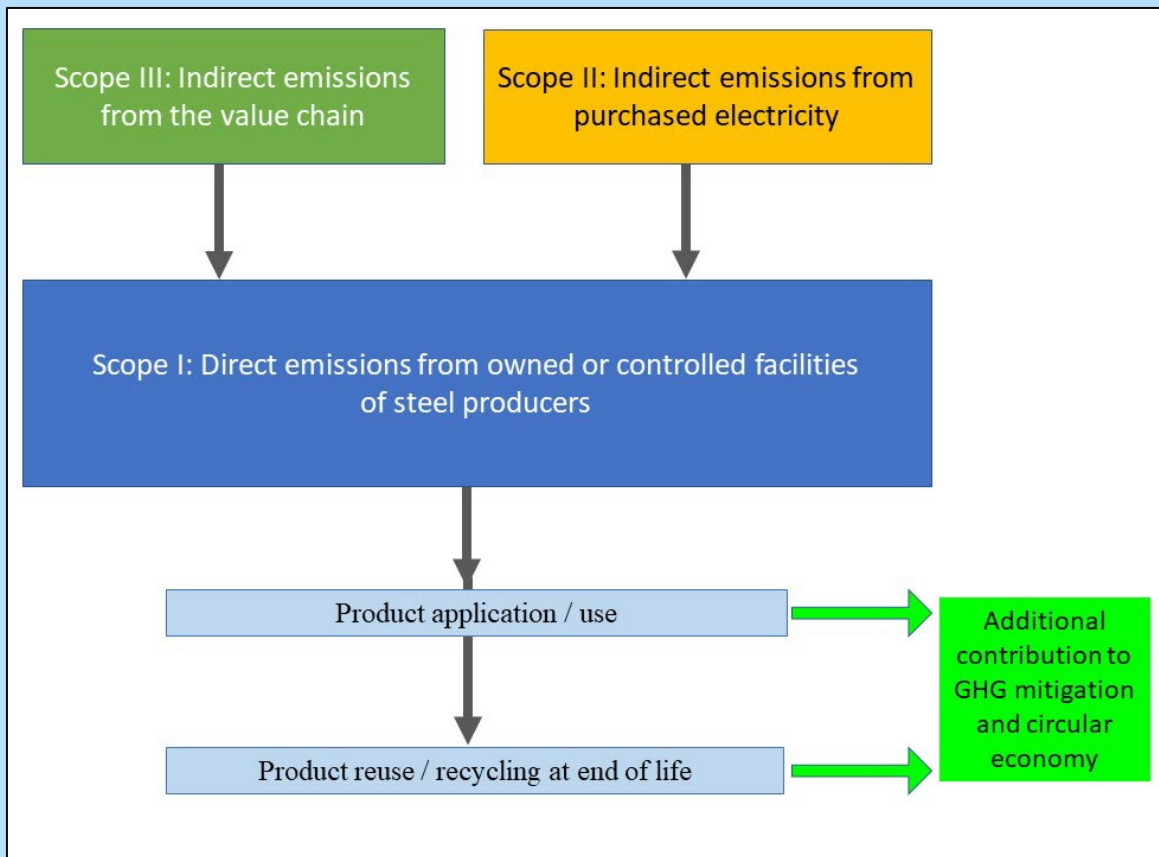 Scope III: Indirect emissions
from the value chain
Scope II: Indirect emissions from
purchased electricity
Scope I: Direct emissions from owned or controlled facilities
of steel producers
Product application / use
Additional
contribution to
GHG mitigation
and circular
economy
Product reuse / recycling at end of life